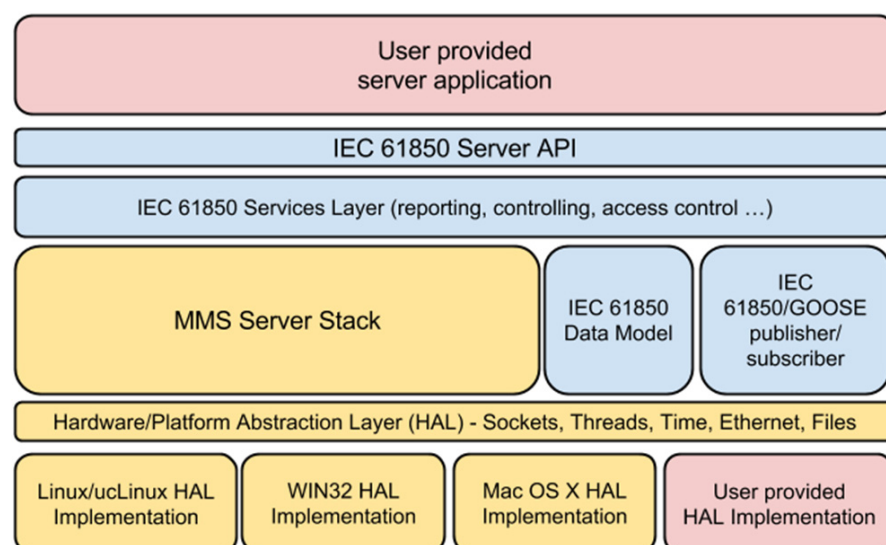 User provided
server application
IEC 61850 Server API
IEC 61850 Services Layer (reporting, controlling, access control ...)
MMS Server Stack
IEC 61850
Data Model
IEC
61850/GOOSE
publisher/
subscriber
Hardware/Platform Abstraction Layer (HAL) - Sockets, Threads, Time, Ethernet, Files
Linux/ucLinux HAL
Implementation
WIN32 HAL
Implementation
Mac OS X HAL
Implementation
User provided
HAL Implementation